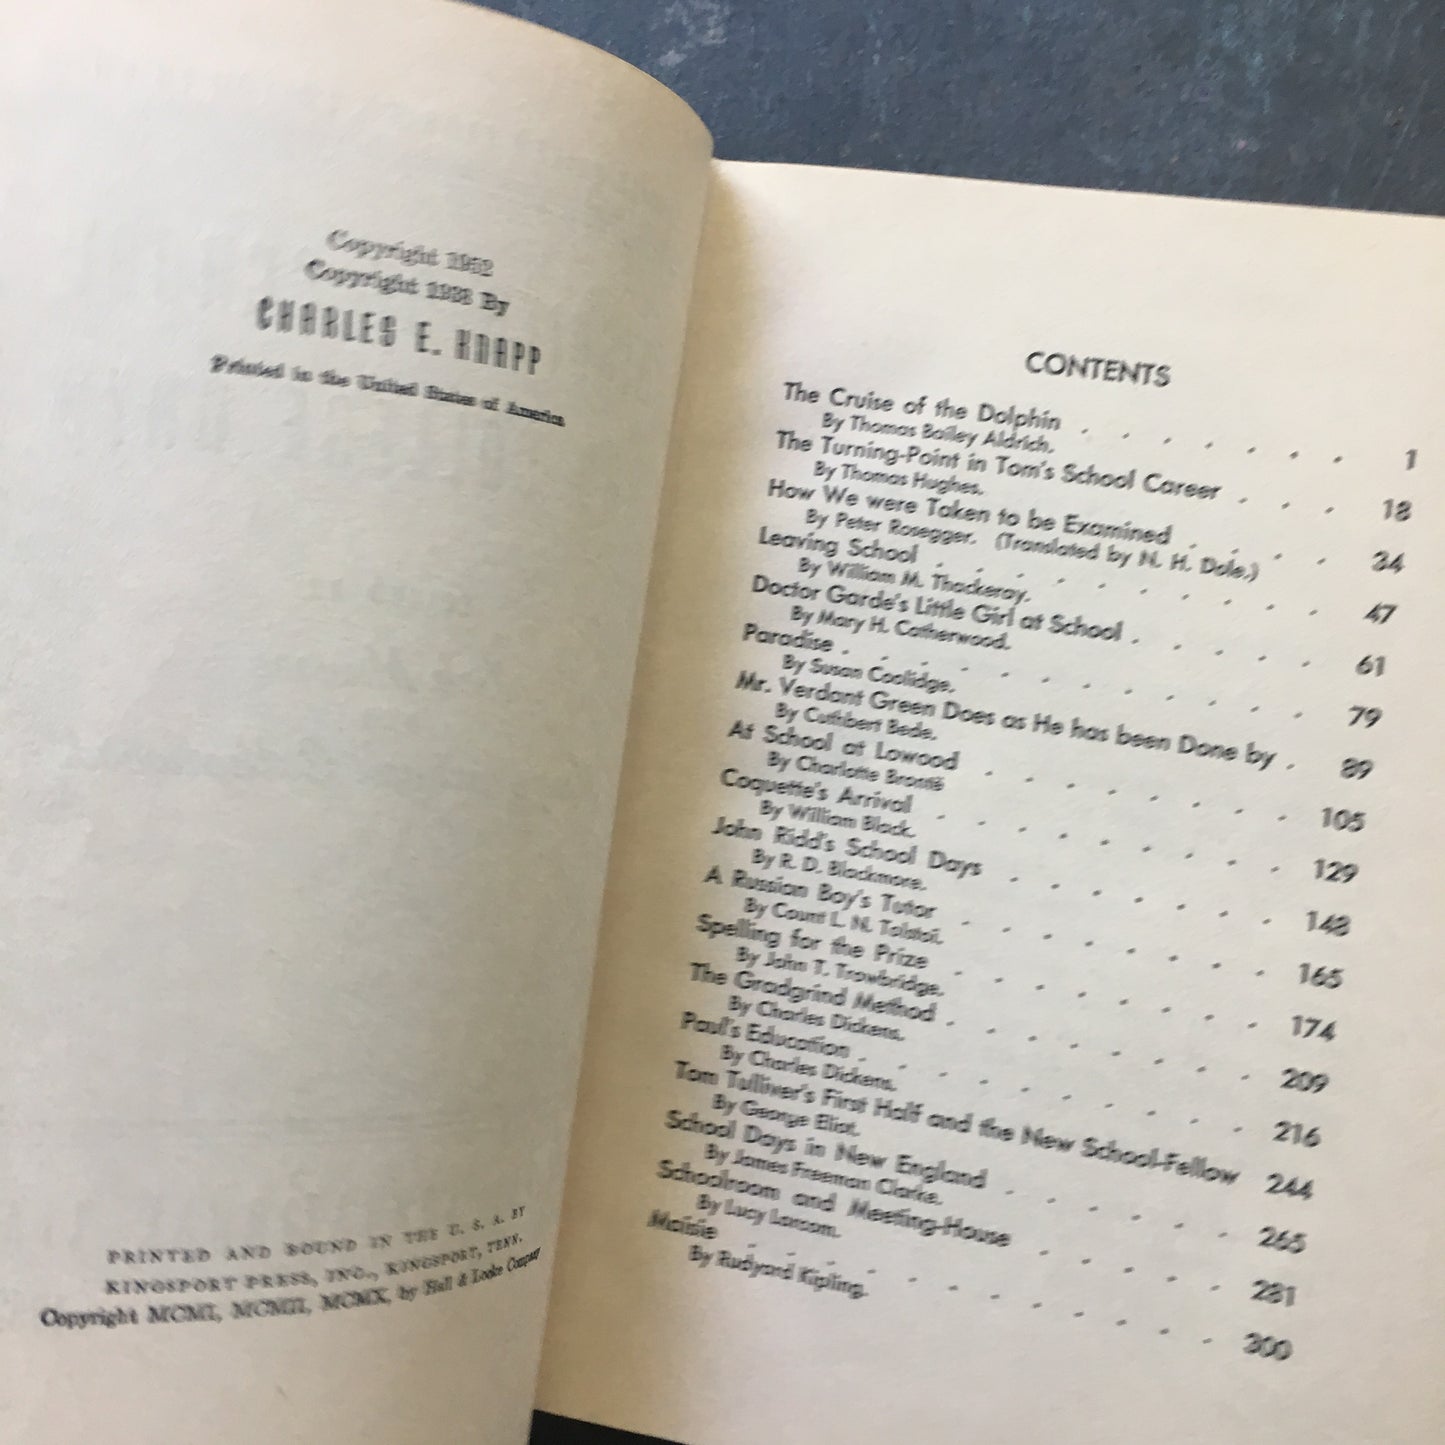 Copyright 1952
Copyright 1938 By
CHARLES E. KNAPP
Printed in the United States of America
PRINTED AND BOUND IN THE U. S. A. BY
KINGSPORT PRESS, INC., KINGSPORT, TENN.
Copyright MCMI, MCMII, MCMX, by Hall & Locke Company
CONTENTS
The Cruise of the Dolphin . . . . . . . 1
By Thomas Bailey Aldrich.
The Turning-Point in Tom's School Career . . . 18
By Thomas Hughes.
How We were Taken to be Examined . . . . 34
By Peter Rosegger. (Translated by N. H. Dole.)
Leaving School . . . . . . . . . . 47
By William M. Thackeray.
Doctor Garde's Little Girl at School . . . . . 61
By Mary H. Catherwood.
Paradise . . . . . . . . . . . . 79
By Susan Coolidge.
Mr. Verdant Green Does as He has been Done by . 89
By Cuthbert Bede.
At School at Lowood . . . . . . . . 105
By Charlotte Brontë
Coquette's Arrival . . . . . . . . . 129
By William Black.
John Ridd's School Days . . . . . . . 148
By R. D. Blackmore.
A Russian Boy's Tutor . . . . . . . . 165
By Count L. N. Tolstoi.
Spelling for the Prize . . . . . . . . 174
By John T. Trowbridge.
The Gradgrind Method . . . . . . . . 209
By Charles Dickens.
Paul's Education . . . . . . . . . . 216
By Charles Dickens.
Tom Tulliver's First Half and the New School-Fellow 244
By George Eliot.
School Days in New England . . . . . . 265
By James Freeman Clarke.
Schoolroom and Meeting-House . . . . . 281
By Lucy Larcom.
Maisie . . . . . . . . . . . . 300
By Rudyard Kipling.